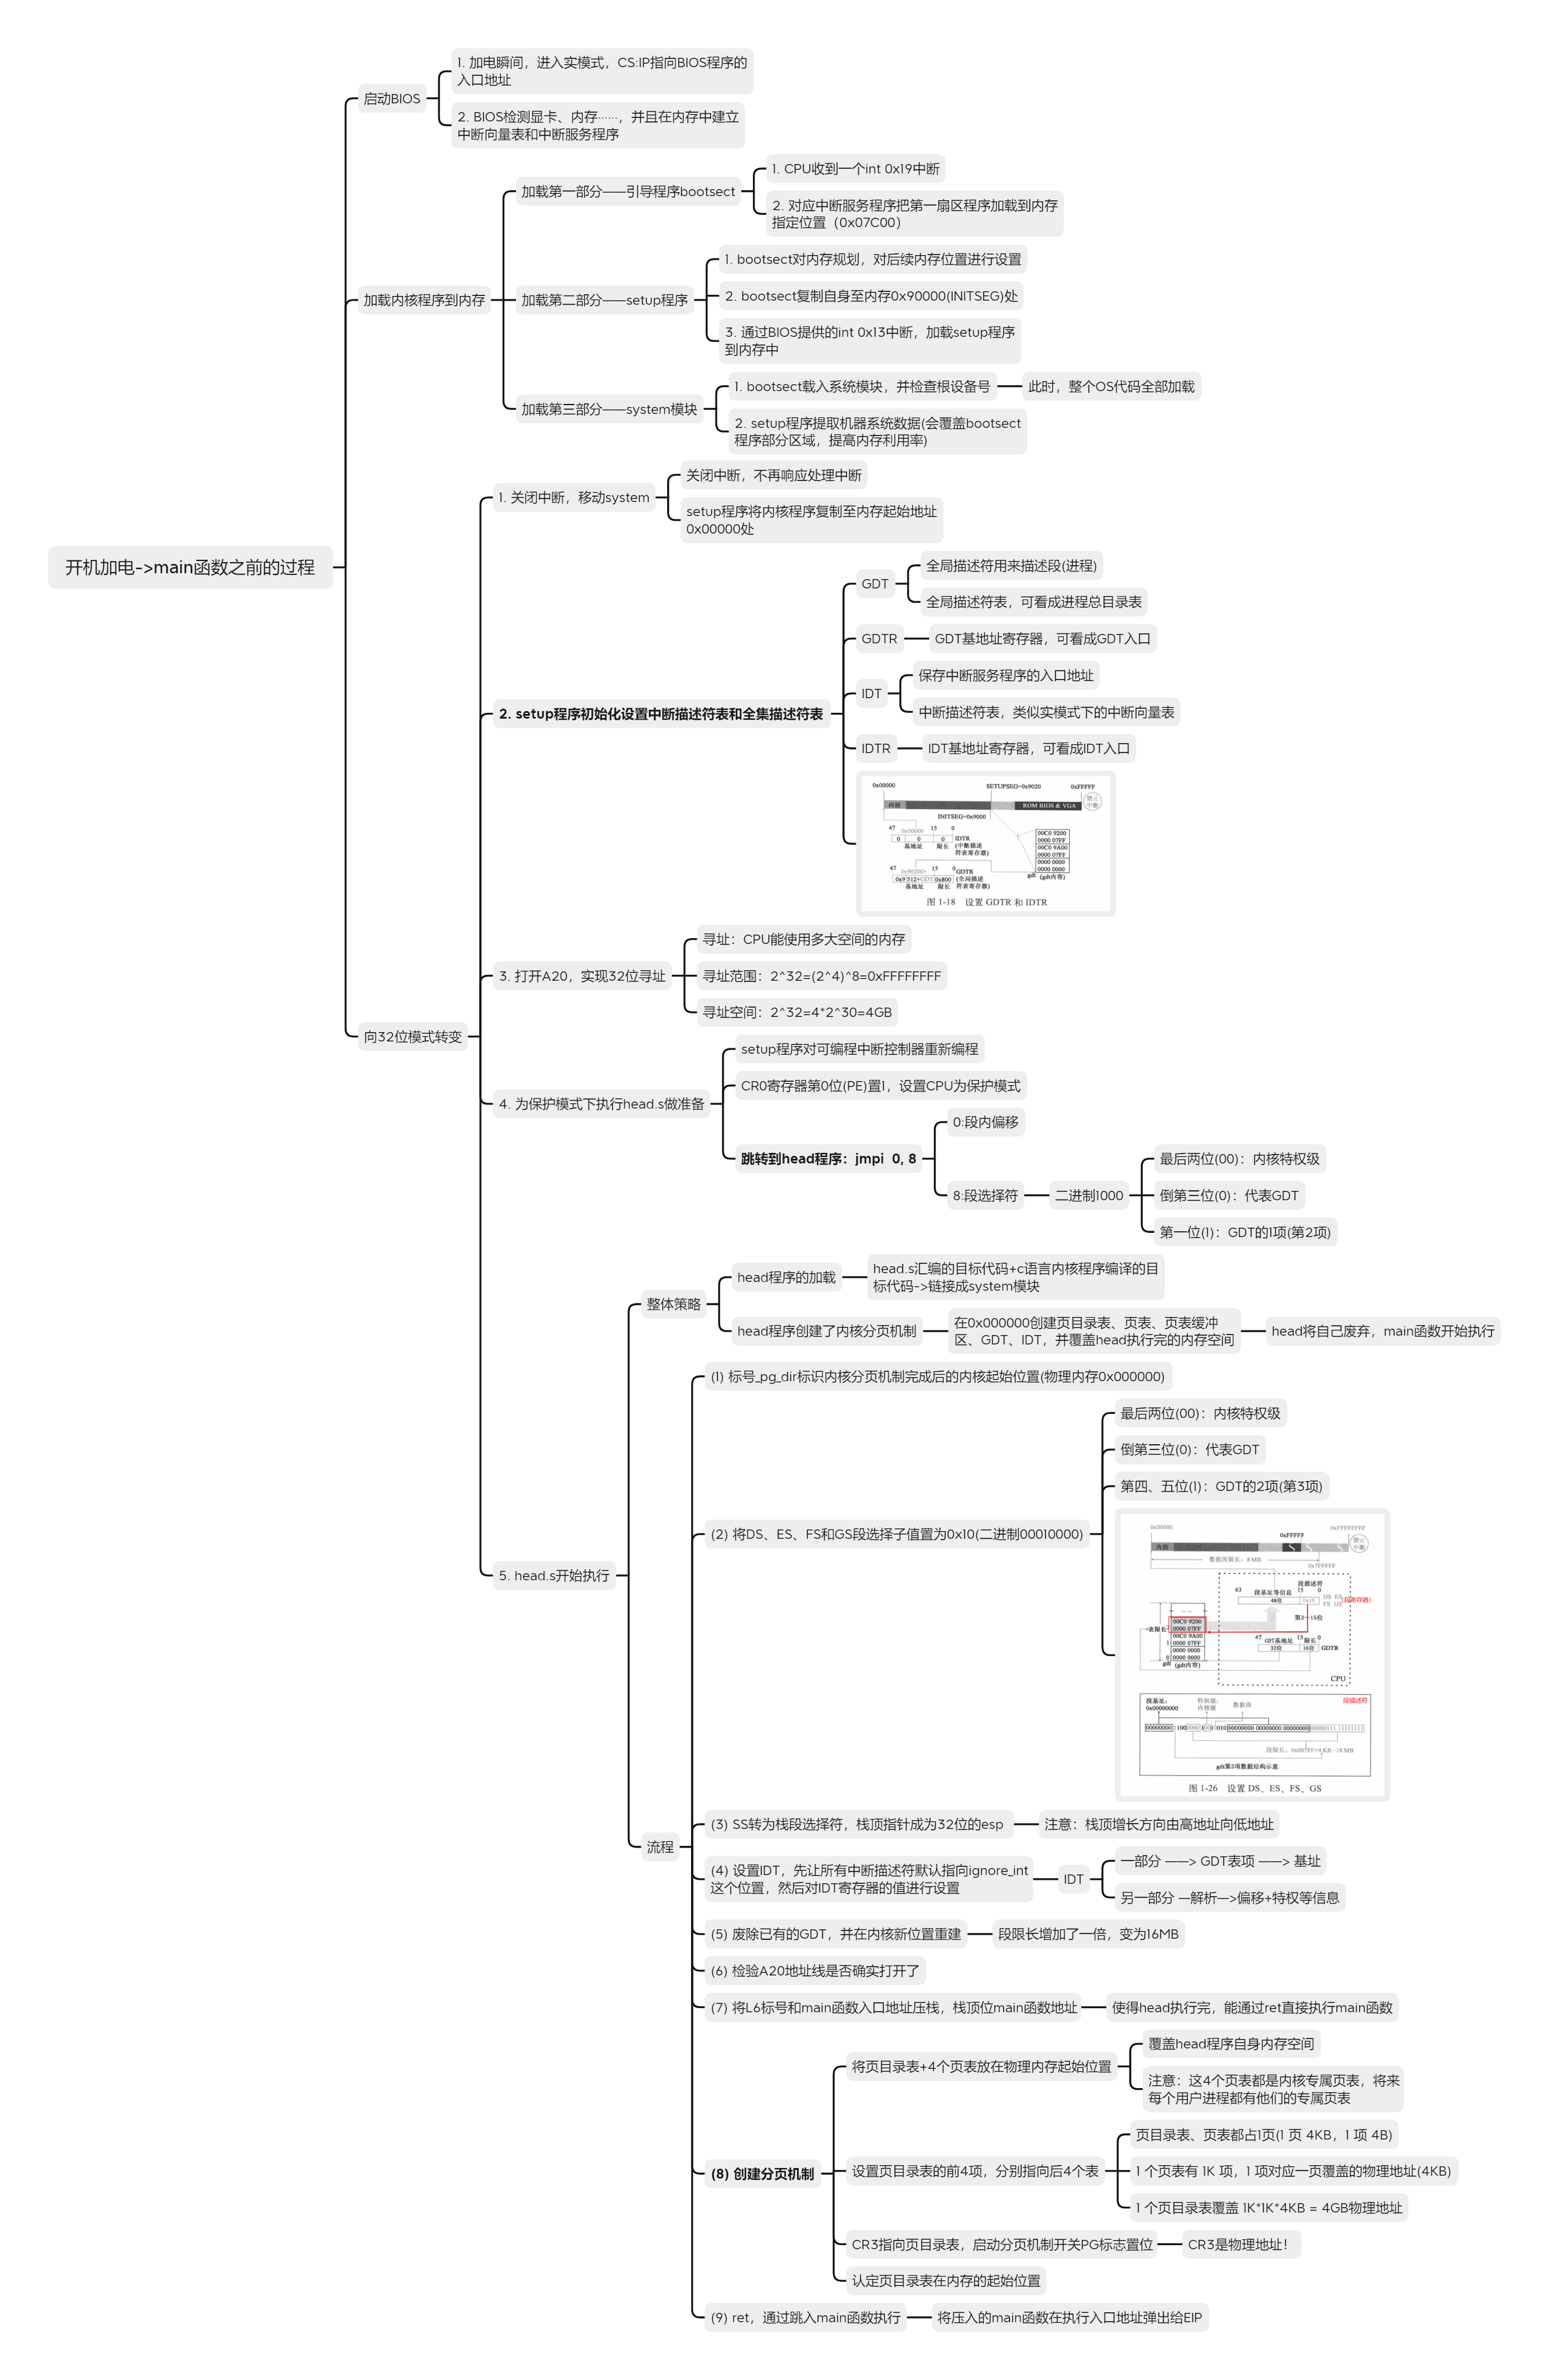 开机加电->main函数之前的过程
启动BIOS
1. 加电瞬间，进入实模式，CS:IP指向BIOS程序的
入口地址
2. BIOS检测显卡、内存……，并且在内存中建立
中断向量表和中断服务程序
加载内核程序到内存
加载第一部分——引导程序bootsect
1. CPU收到一个int 0x19中断
2. 对应中断服务程序把第一扇区程序加载到内存
指定位置（0x07C00）
加载第二部分——setup程序
1. bootsect对内存规划，对后续内存位置进行设置
2. bootsect复制自身至内存0x90000(INITSEG)处
3. 通过BIOS提供的int 0x13中断，加载setup程序
到内存中
加载第三部分——system模块
1. bootsect载入系统模块，并检查根设备号
此时，整个OS代码全部加载
2. setup程序提取机器系统数据(会覆盖bootsect
程序部分区域，提高内存利用率)
向32位模式转变
1. 关闭中断，移动system
关闭中断，不再响应处理中断
setup程序将内核程序复制至内存起始地址
0x00000处
2. setup程序初始化设置中断描述符表和全集描述符表
GDT
全局描述符用来描述段(进程)
全局描述符表，可看成进程总目录表
GDTR
GDT基地址寄存器，可看成GDT入口
IDT
保存中断服务程序的入口地址
中断描述符表，类似实模式下的中断向量表
IDTR
IDT基地址寄存器，可看成IDT入口
0x00000 SETUPSEG=0x9020 0xFFFFF
内核 ROM BIOS & VGA 禁止
中断
INITSEG=0x9000
47 0x00000 15 0
0 0 0 IDTR
基地址 限长 (中断描述
符表寄存器)
47 0x90200+ 15 0 GDTR
0x9 512+GDT 0x800 (全局描述
基地址 限长 符表寄存器)
00C0 9200
0000 07FF
00C0 9A00
0000 07FF
0000 0000
0000 0000
gdt (gdt内容)
图 1-18 设置 GDTR 和 IDTR
3. 打开A20，实现32位寻址
寻址：CPU能使用多大空间的内存
寻址范围：2^32=(2^4)^8=0xFFFFFFFF
寻址空间：2^32=4*2^30=4GB
4. 为保护模式下执行head.s做准备
setup程序对可编程中断控制器重新编程
CR0寄存器第0位(PE)置1，设置CPU为保护模式
跳转到head程序：jmpi 0, 8
0:段内偏移
8:段选择符
二进制1000
最后两位(00)：内核特权级
倒第三位(0)：代表GDT
第一位(1)：GDT的1项(第2项)
5. head.s开始执行
整体策略
head程序的加载
head.s汇编的目标代码+c语言内核程序编译的目
标代码->链接成system模块
head程序创建了内核分页机制
在0x000000创建页目录表、页表、页表缓冲
区、GDT、IDT，并覆盖head执行完的内存空间
head将自己废弃，main函数开始执行
流程
(1) 标号_pg_dir标识内核分页机制完成后的内核起始位置(物理内存0x000000)
(2) 将DS、ES、FS和GS段选择子值置为0x10(二进制00010000)
最后两位(00)：内核特权级
倒第三位(0)：代表GDT
第四、五位(1)：GDT的2项(第3项)
0x00000 0xFFFFF 0xFFFFFFFF
内核 禁止
中断
数据段限长：8 MB
0x7FFFFF
段描述符
63 段基址等信息 15 0
48位 0x10 DS ES
FS GS (段寄存器)
第3~15位
表限长
00C0 9200
0000 07FF
00C0 9A00
1 0000 07FF
0000 0000
0 0000 0000
gdt (gdt内容)
47 GDT基地址 15 限长 0
32位 16位 GDTR
CPU
段基址：
0x00000000
特权级：
内核级
数据段
段描述符
段限长：0x007FF*4 KB→8 MB
gdt第2项数据结构示意
图 1-26 设置 DS、ES、FS、GS
(3) SS转为栈段选择符，栈顶指针成为32位的esp
注意：栈顶增长方向由高地址向低地址
(4) 设置IDT，先让所有中断描述符默认指向ignore_int
这个位置，然后对IDT寄存器的值进行设置
IDT
一部分 ——> GDT表项 ——> 基址
另一部分 —解析—>偏移+特权等信息
(5) 废除已有的GDT，并在内核新位置重建
段限长增加了一倍，变为16MB
(6) 检验A20地址线是否确实打开了
(7) 将L6标号和main函数入口地址压栈，栈顶位main函数地址
使得head执行完，能通过ret直接执行main函数
(8) 创建分页机制
将页目录表+4个页表放在物理内存起始位置
覆盖head程序自身内存空间
注意：这4个页表都是内核专属页表，将来
每个用户进程都有他们的专属页表
设置页目录表的前4项，分别指向后4个表
页目录表、页表都占1页(1 页 4KB，1 项 4B)
1 个页表有 1K 项，1 项对应一页覆盖的物理地址(4KB)
1 个页目录表覆盖 1K*1K*4KB = 4GB物理地址
CR3指向页目录表，启动分页机制开关PG标志置位
CR3是物理地址！
认定页目录表在内存的起始位置
(9) ret，通过跳入main函数执行
将压入的main函数在执行入口地址弹出给EIP